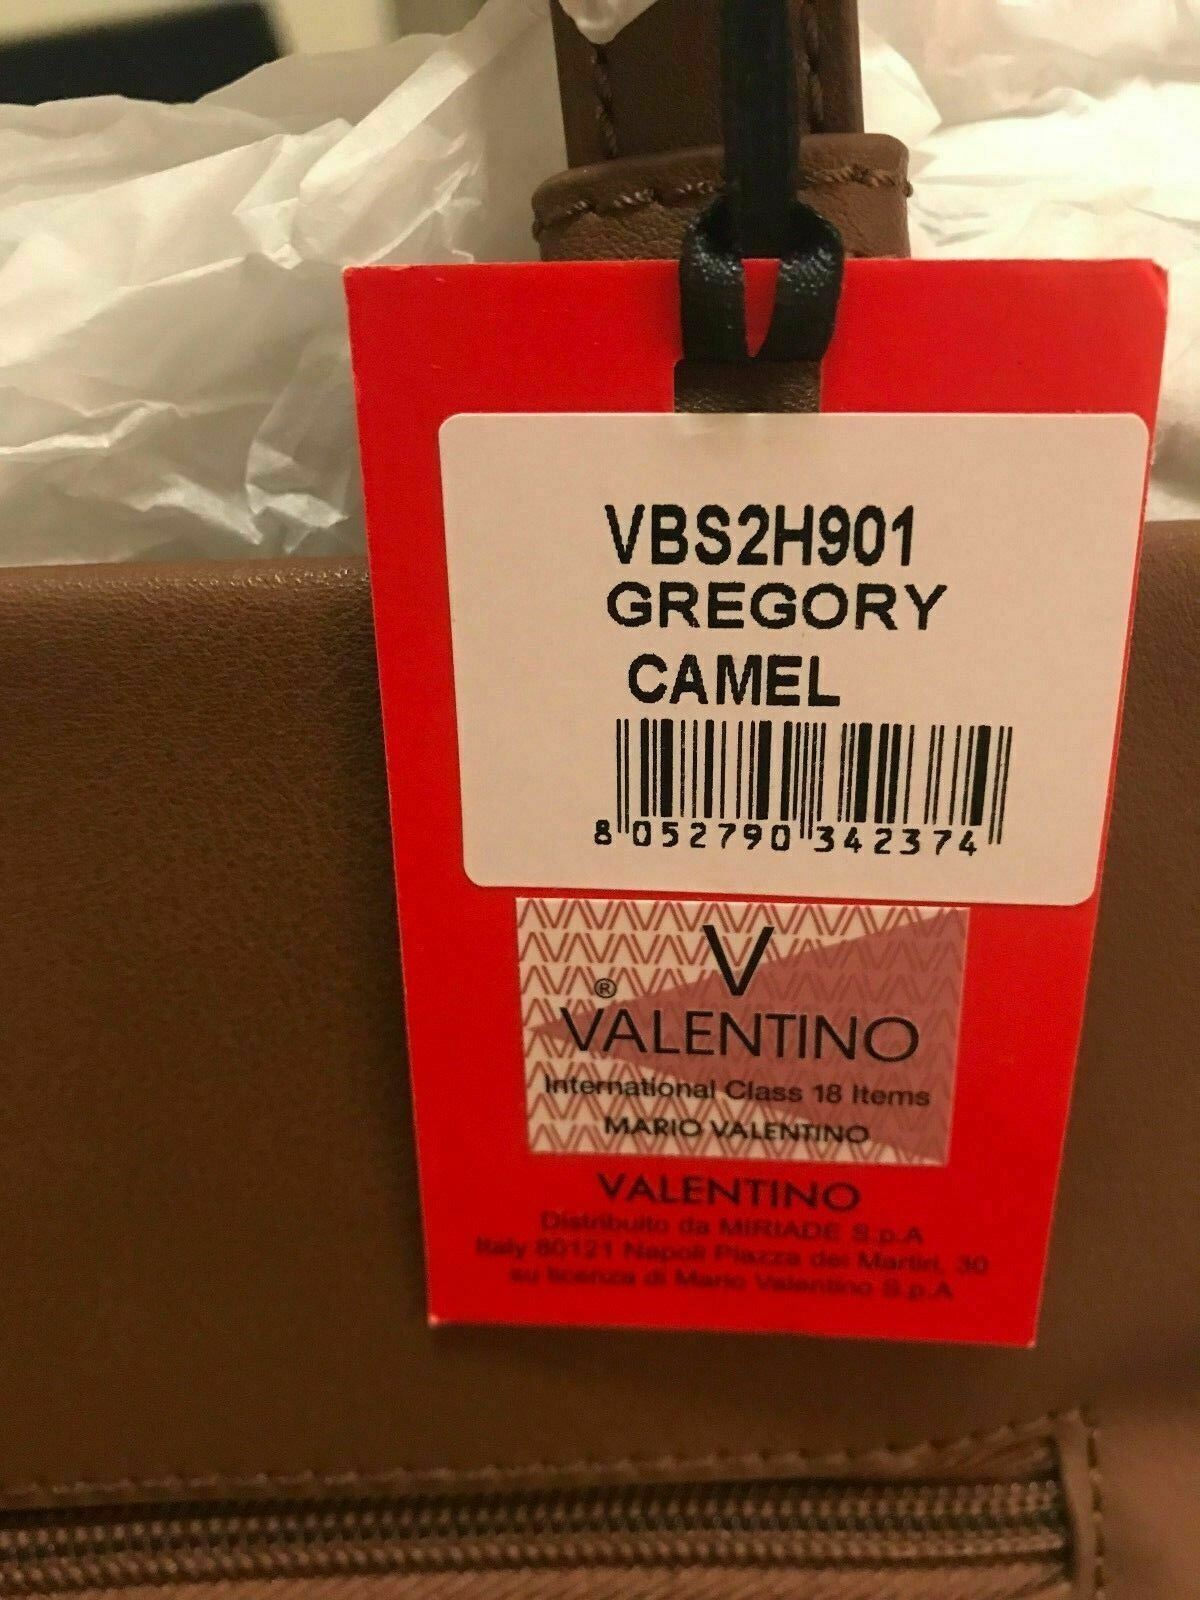 VBS2H901
GREGORY
CAMEL
8 052790 342374
V
® VALENTINO
International Class 18 Items
MARIO VALENTINO
VALENTINO
Distribuito da MIRIADE S.p.A
Italy 80121 Napoli Piazza dei Martiri, 30
su licenza di Mario Valentino S.p.A